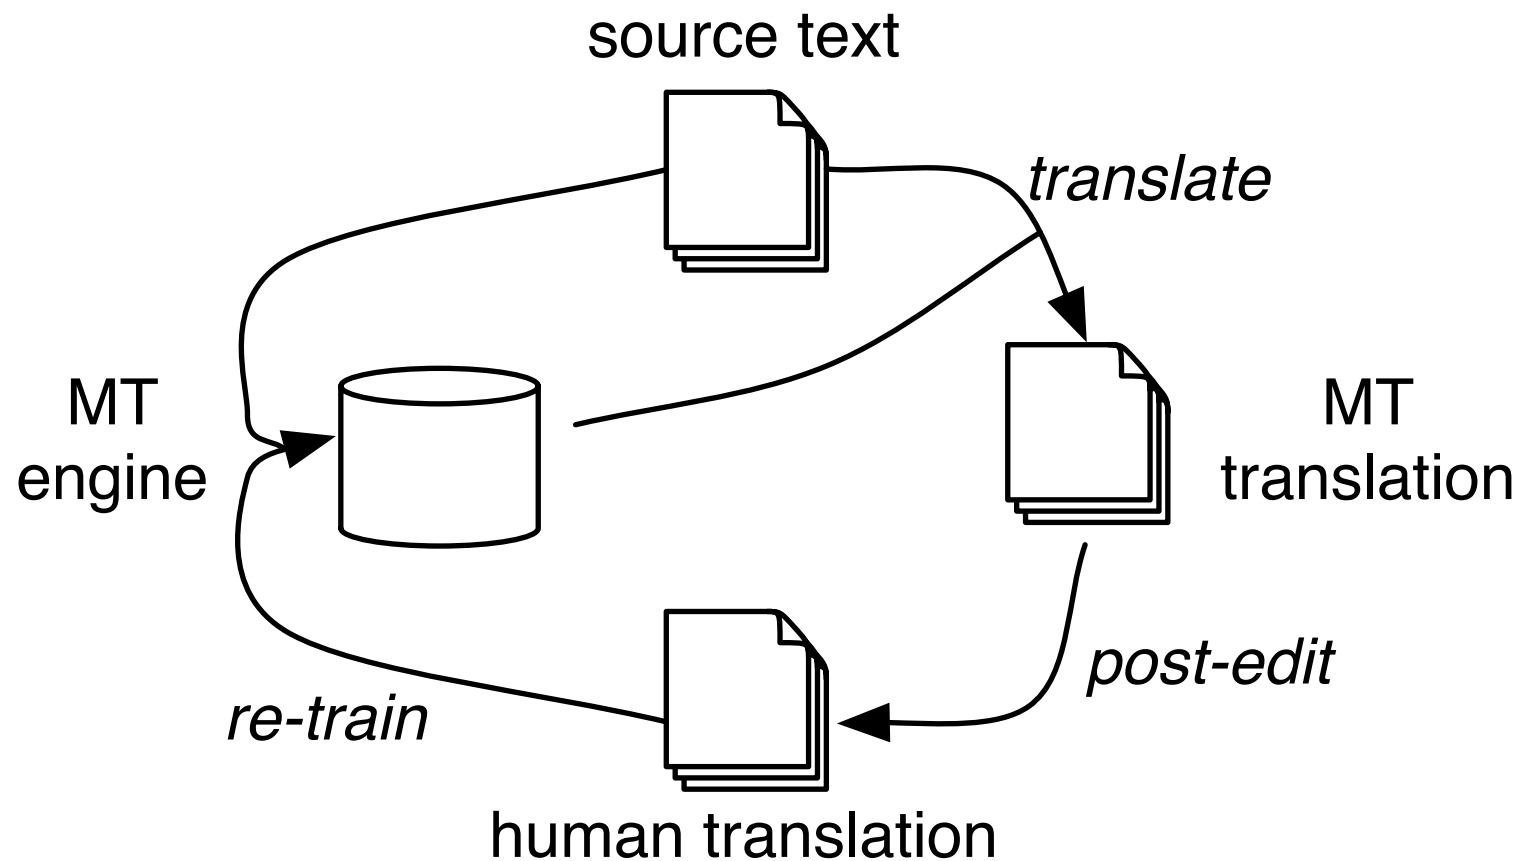 source text
translate
MT
engine
MT
translation
post-edit
re-train
human translation